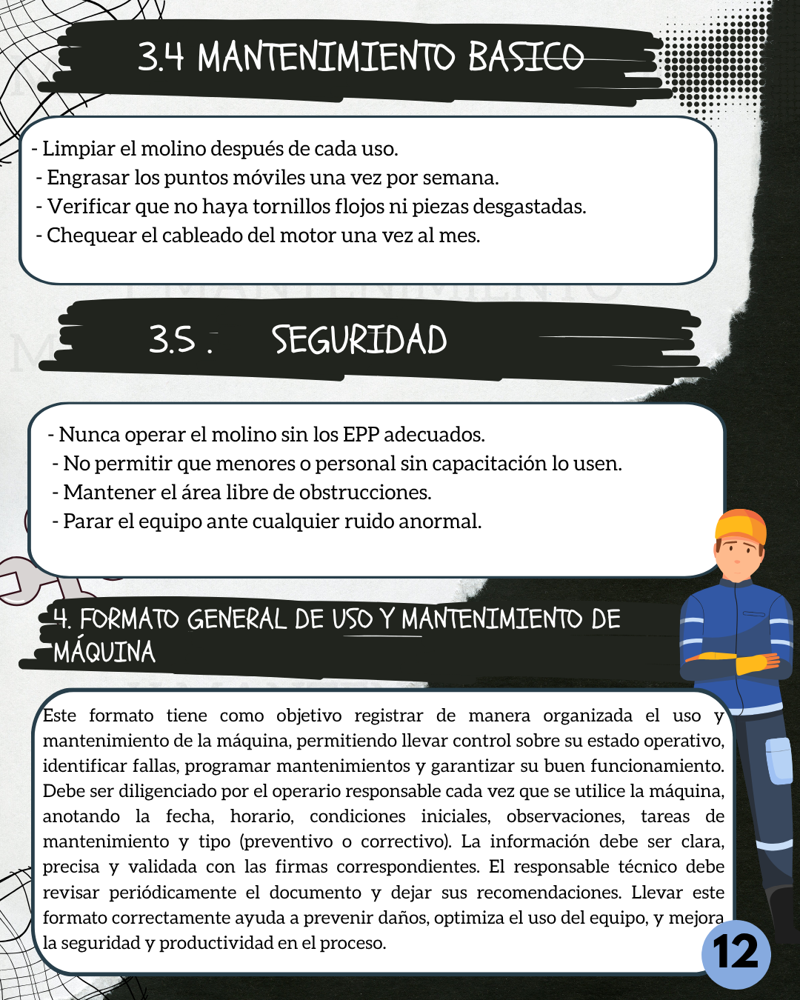 3.4 MANTENIMIENTO BASICO
- Limpiar el molino después de cada uso.
- Engrasar los puntos móviles una vez por semana.
- Verificar que no haya tornillos flojos ni piezas desgastadas.
- Chequear el cableado del motor una vez al mes.
MANTENIMIENTO
3.5 . SEGURIDAD
- Nunca operar el molino sin los EPP adecuados.
- No permitir que menores o personal sin capacitación lo usen.
- Mantener el área libre de obstrucciones.
- Parar el equipo ante cualquier ruido anormal.
4. FORMATO GENERAL DE USO Y MANTENIMIENTO DE
MÁQUINA
Este formato tiene como objetivo registrar de manera organizada el uso y
mantenimiento de la máquina, permitiendo llevar control sobre su estado operativo,
identificar fallas, programar mantenimientos y garantizar su buen funcionamiento.
Debe ser diligenciado por el operario responsable cada vez que se utilice la máquina,
anotando la fecha, horario, condiciones iniciales, observaciones, tareas de
mantenimiento y tipo (preventivo o correctivo). La información debe ser clara,
precisa y validada con las firmas correspondientes. El responsable técnico debe
revisar periódicamente el documento y dejar sus recomendaciones. Llevar este
formato correctamente ayuda a prevenir daños, optimiza el uso del equipo, y mejora
la seguridad y productividad en el proceso.
12